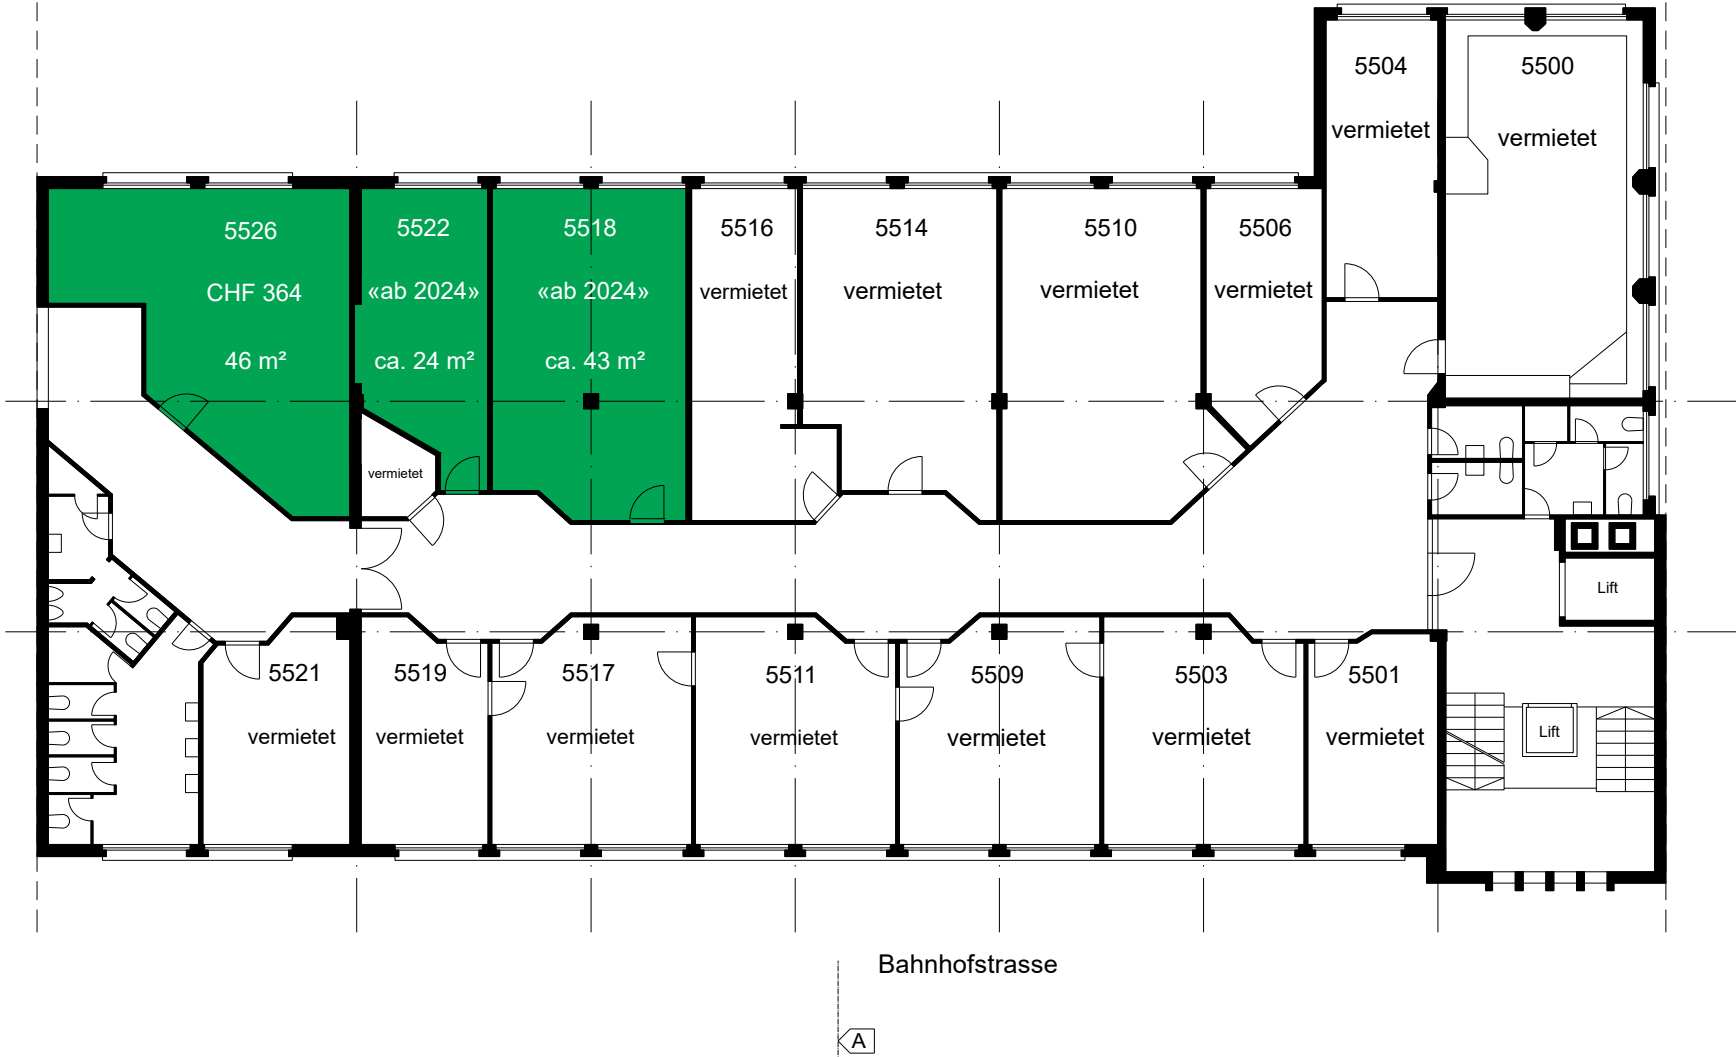 5504
vermietet
5500
vermietet
5526
CHF 364
46 m²
5522
«ab 2024»
ca. 24 m²
5518
«ab 2024»
ca. 43 m²
5516
vermietet
5514
vermietet
5510
vermietet
5506
vermietet
vermietet
Lift
5521
vermietet
5519
vermietet
5517
vermietet
5511
vermietet
5509
vermietet
5503
vermietet
5501
vermietet
Lift
Bahnhofstrasse
A